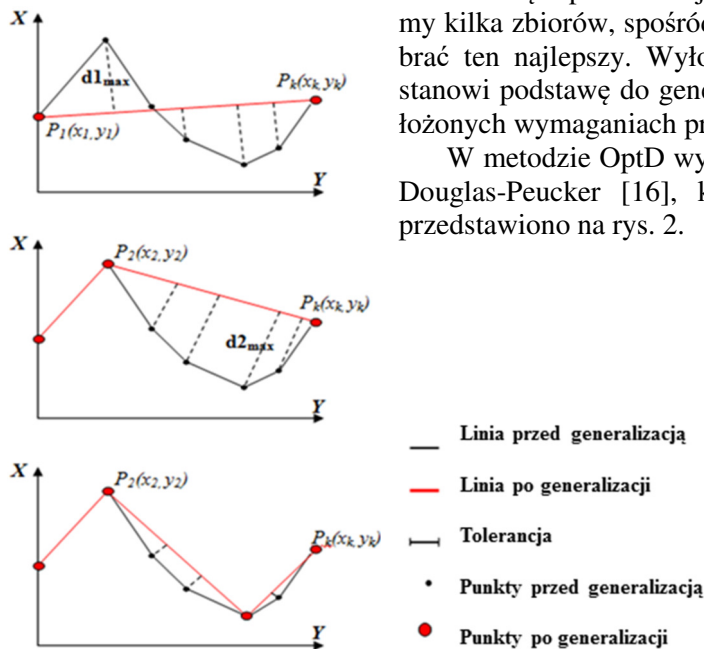 my kilka zbiorów, spośród
brać ten najlepszy. Wyło
stanowi podstawę do gene
łożonych wymaganiach pr
W metodzie OptD wy
Douglas-Peucker [16], k
przedstawiono na rys. 2.
X
d1max
Pk(xk, yk)
P1(x1, y1)
Y
X
P2(x2, y2)
Pk(xk, yk)
d2max
Y
X
P2(x2, y2)
Pk(xk, yk)
Y
Linia przed generalizacją
Linia po generalizacji
Tolerancja
Punkty przed generalizacją
Punkty po generalizacji